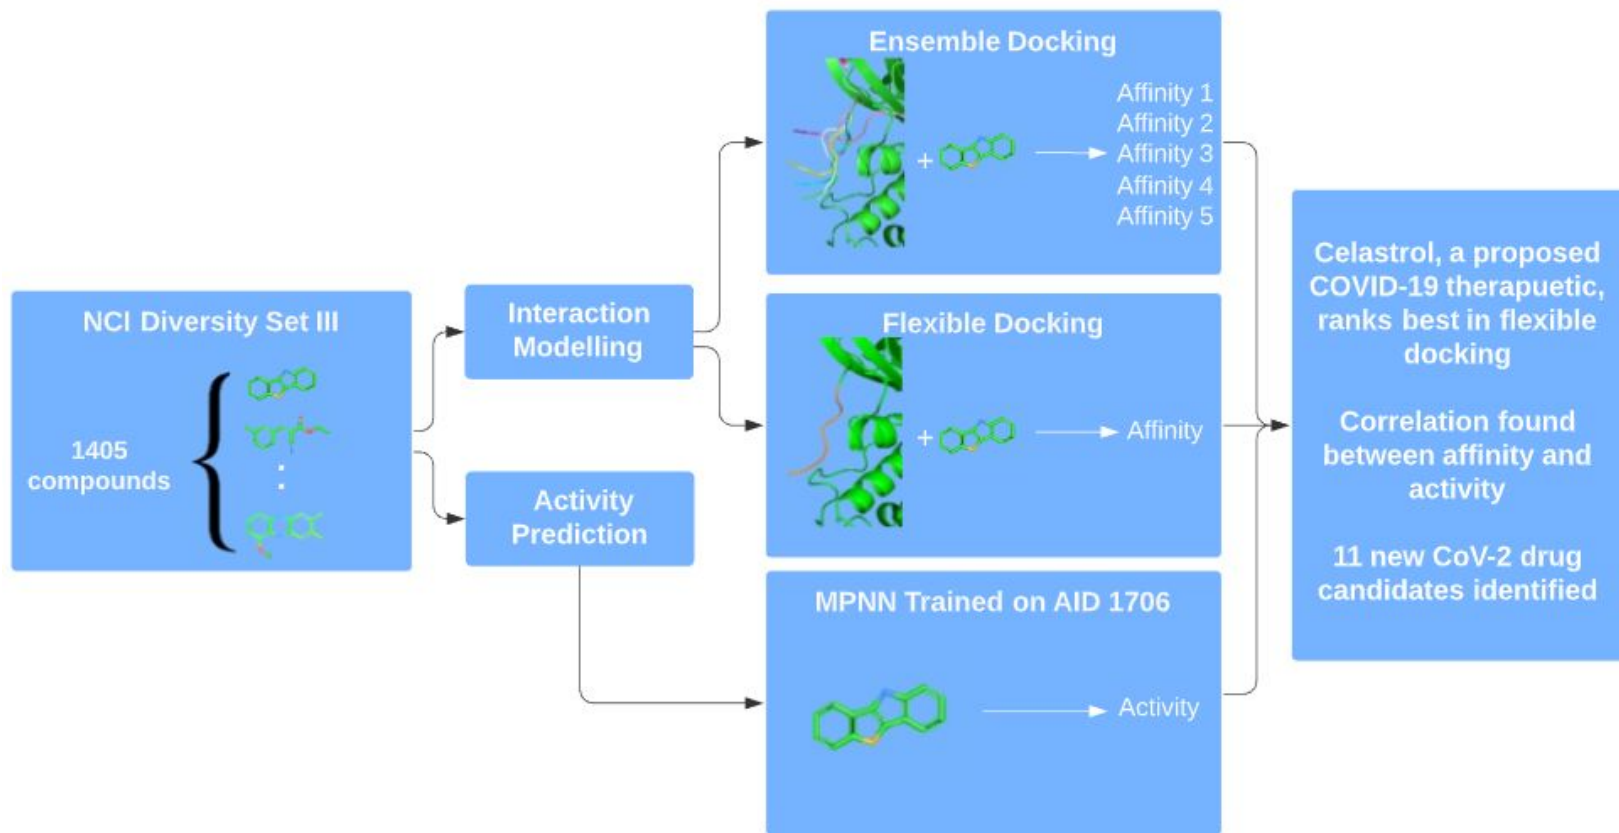 NCI Diversity Set III
1405
compounds
Interaction
Modelling
Activity
Prediction
Ensemble Docking
+
Affinity 1
Affinity 2
Affinity 3
Affinity 4
Affinity 5
Flexible Docking
+
Affinity
MPNN Trained on AID 1706
Activity
Celastrol, a proposed
COVID-19 therapuetic,
ranks best in flexible
docking
Correlation found
between affinity and
activity
11 new CoV-2 drug
candidates identified